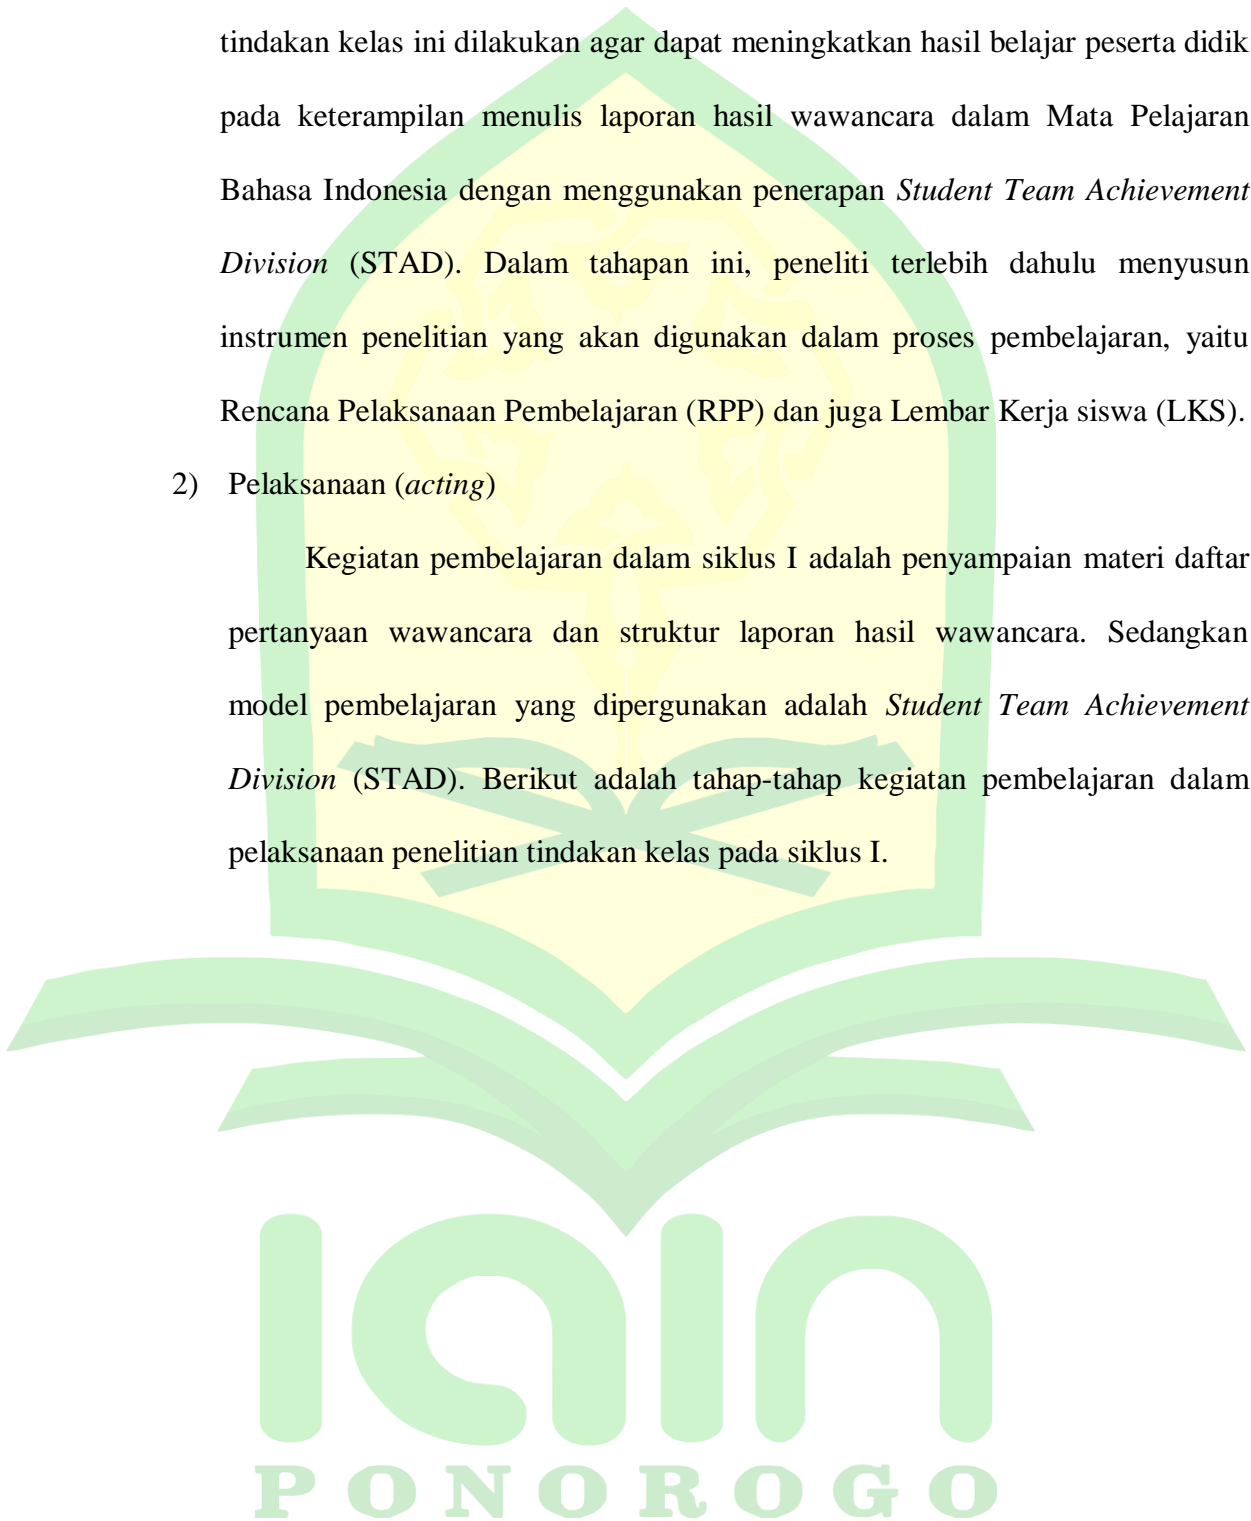 tindakan kelas ini dilakukan agar dapat meningkatkan hasil belajar peserta didik
pada keterampilan menulis laporan hasil wawancara dalam Mata Pelajaran
Bahasa Indonesia dengan menggunakan penerapan Student Team Achievement
Division (STAD). Dalam tahapan ini, peneliti terlebih dahulu menyusun
instrumen penelitian yang akan digunakan dalam proses pembelajaran, yaitu
Rencana Pelaksanaan Pembelajaran (RPP) dan juga Lembar Kerja siswa (LKS).
2) Pelaksanaan (acting)
Kegiatan pembelajaran dalam siklus I adalah penyampaian materi daftar
pertanyaan wawancara dan struktur laporan hasil wawancara. Sedangkan
model pembelajaran yang dipergunakan adalah Student Team Achievement
Division (STAD). Berikut adalah tahap-tahap kegiatan pembelajaran dalam
pelaksanaan penelitian tindakan kelas pada siklus I.
iain
PONOROGO